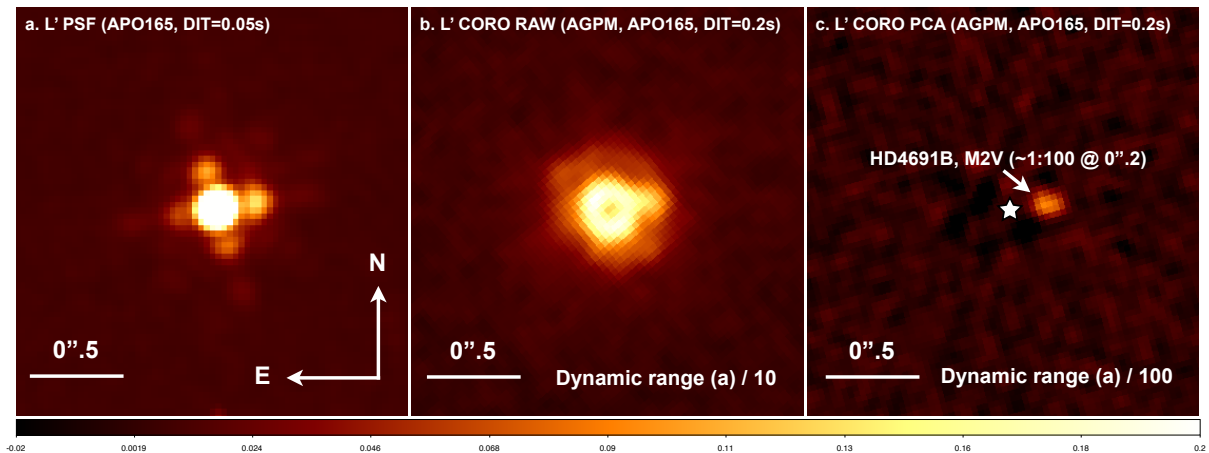 a. L' PSF (APO165, DIT=0.05s)
b. L' CORO RAW (AGPM, APO165, DIT=0.2s)
c. L' CORO PCA (AGPM, APO165, DIT=0.2s)
HD4691B, M2V (~1:100 @ 0”.2)
N
E
0”.5
0”.5
Dynamic range (a) / 10
0”.5
Dynamic range (a) / 100
-0.02
0.0019
0.024
0.046
0.068
0.09
0.11
0.13
0.16
0.18
0.2